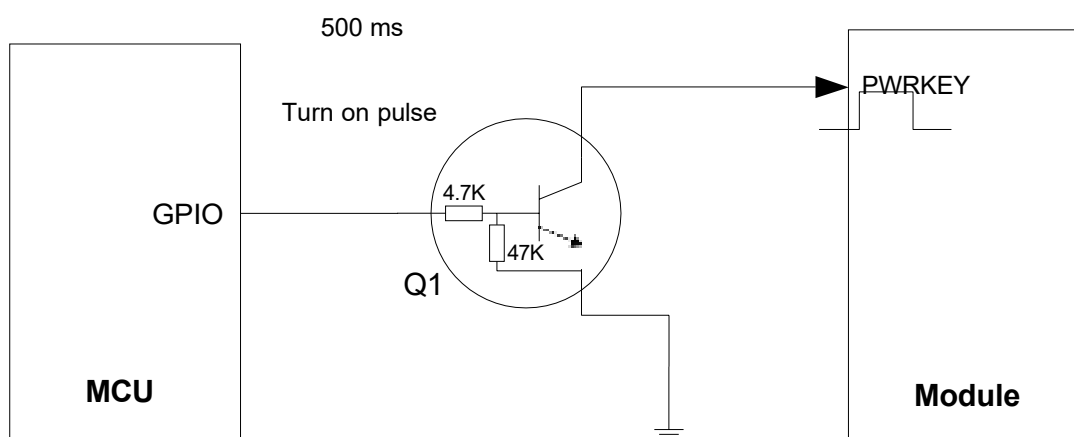 500 ms
Turn on pulse
PWRKEY
4.7K
GPIO
47K
Q1
MCU
Module